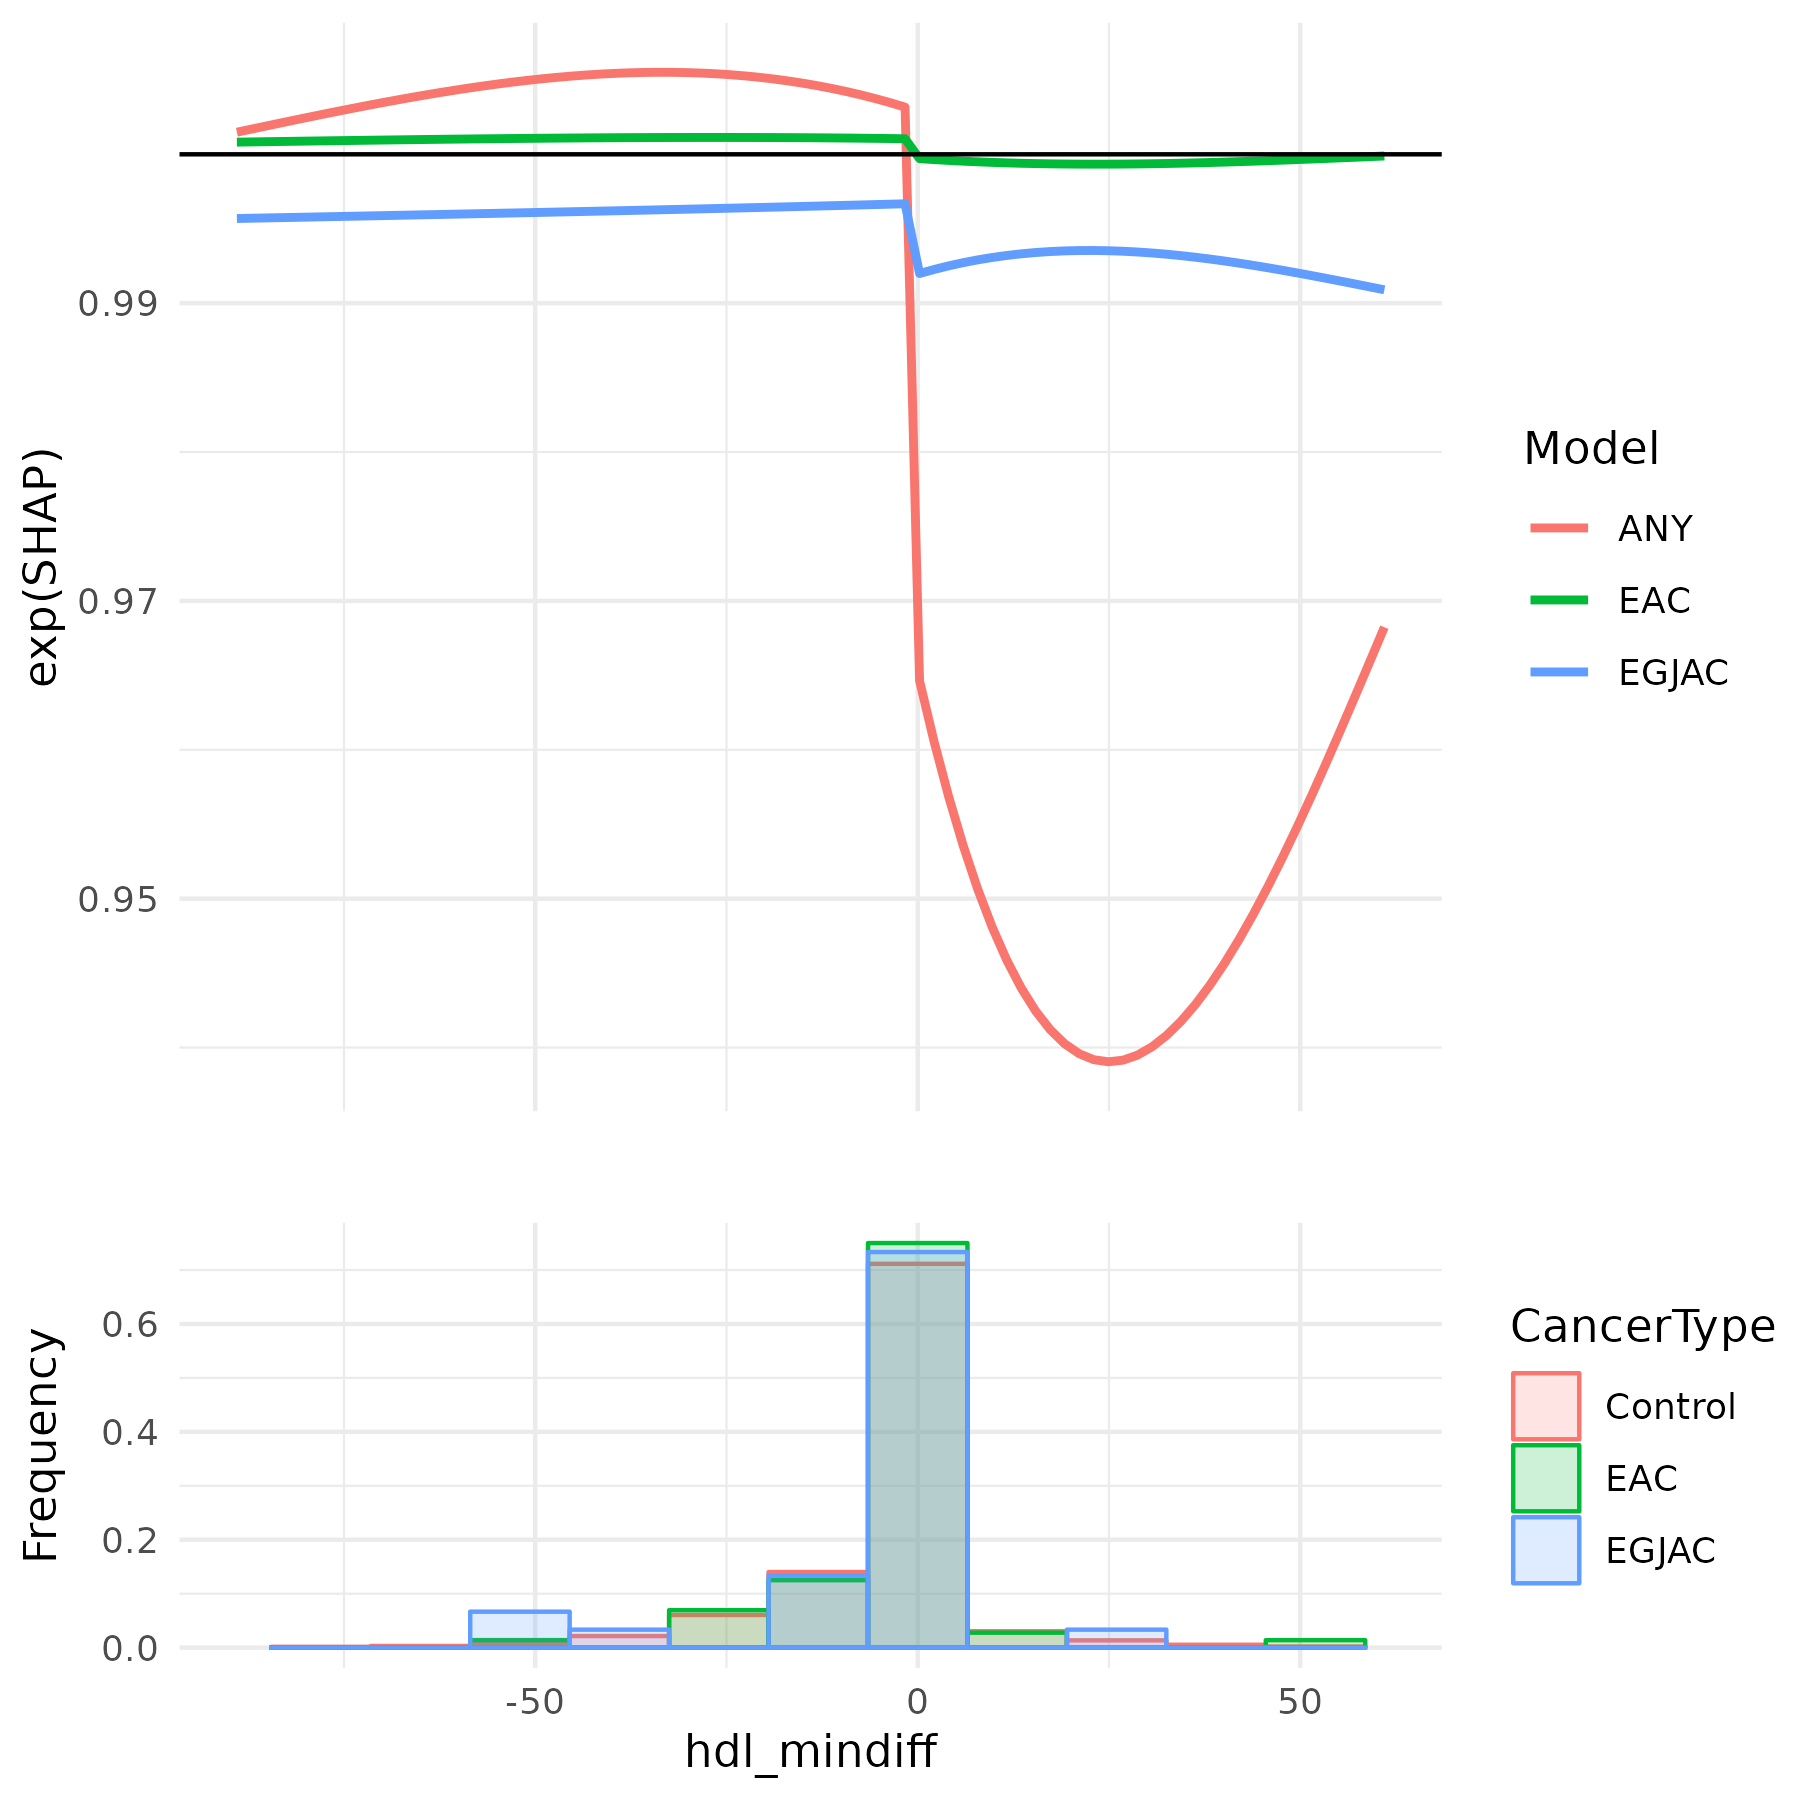 exp(SHAP)
0.99
0.97
0.95
Model
ANY
EAC
EGJAC
Frequency
0.6
0.4
0.2
0.0
-50
0
50
hdl_mindiff
CancerType
Control
EAC
EGJAC